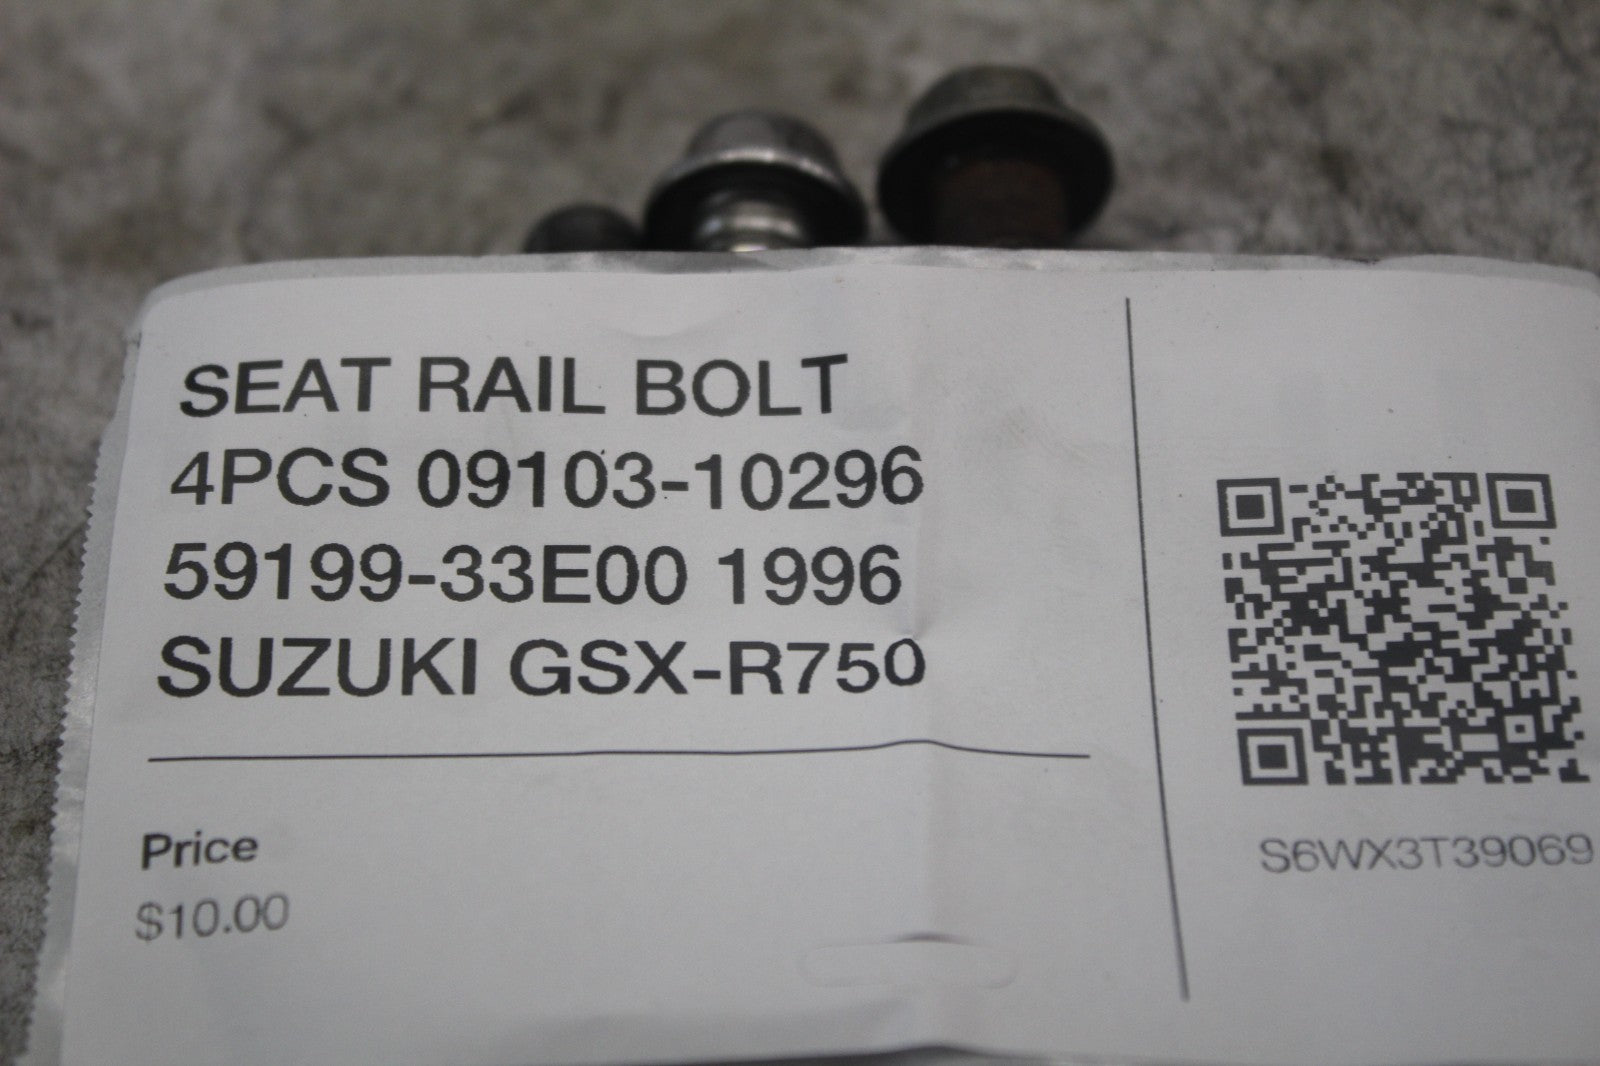 SEAT RAIL BOLT
4PCS 09103-10296
59199-33E00 1996
SUZUKI GSX-R750
Price
$10.00
S6WX3T39069